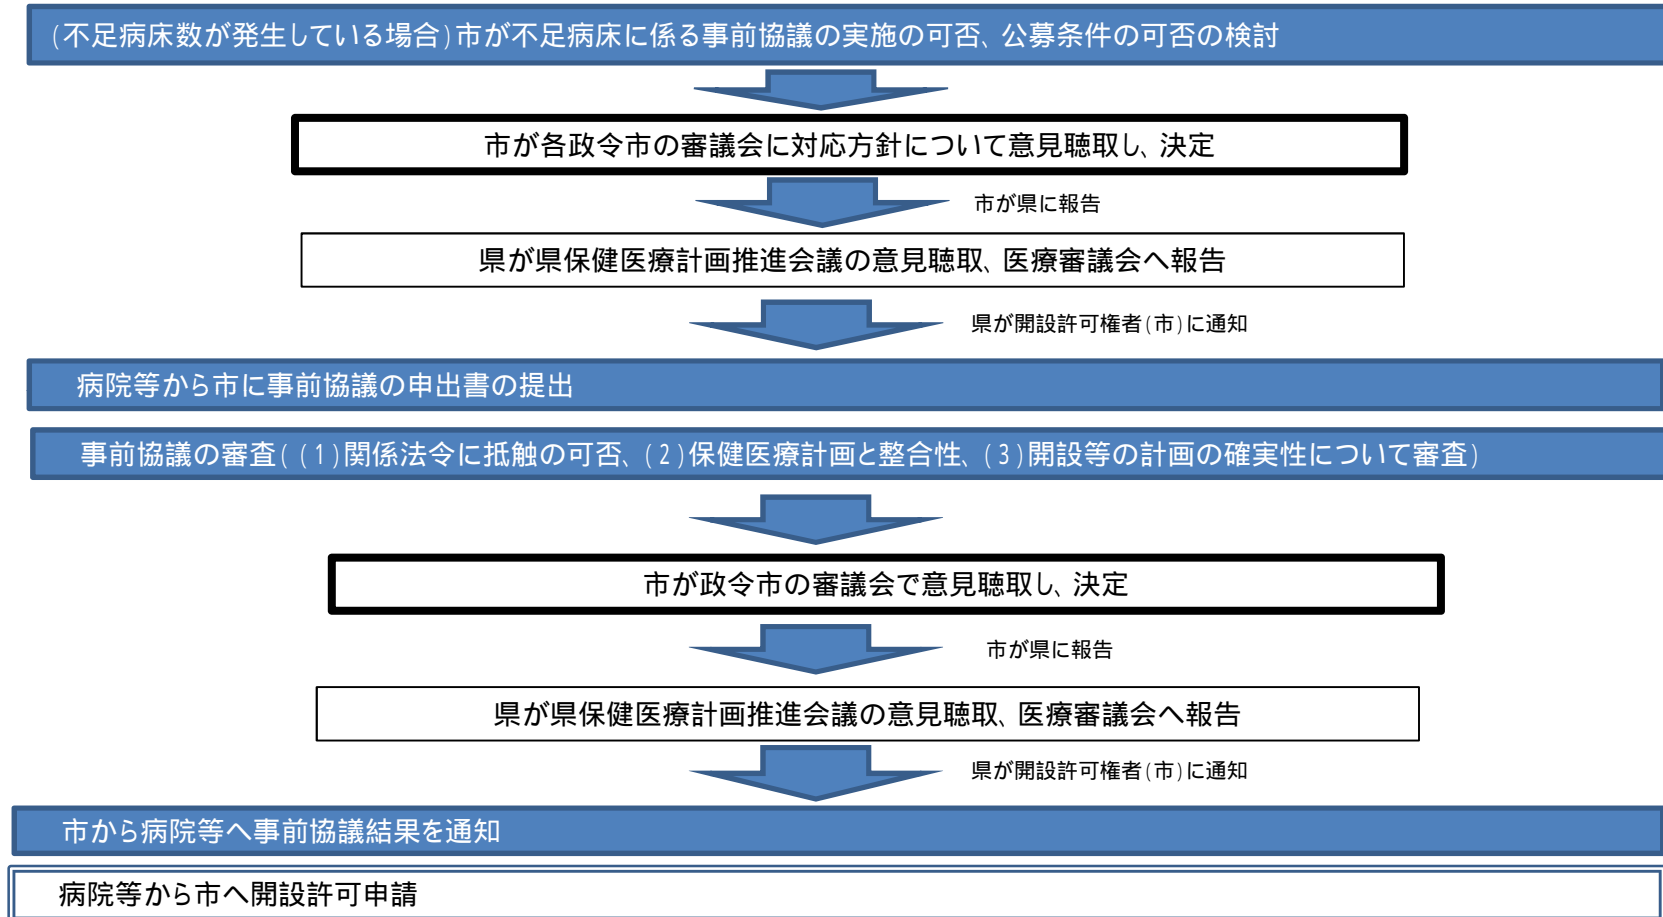 (不足病床数が発生している場合)市が不足病床に係る事前協議の実施の可否、公募条件の可否の検討
市が各政令市の審議会に対応方針について意見聴取し、決定
市が県に報告
県が県保健医療計画推進会議の意見聴取、医療審議会へ報告
県が開設許可権者(市)に通知
病院等から市に事前協議の申出書の提出
事前協議の審査((1)関係法令に抵触の可否、(2)保健医療計画と整合性、(3)開設等の計画の確実性について審査)
市が政令市の審議会で意見聴取し、決定
市が県に報告
県が県保健医療計画推進会議の意見聴取、医療審議会へ報告
県が開設許可権者(市)に通知
市から病院等へ事前協議結果を通知
病院等から市へ開設許可申請